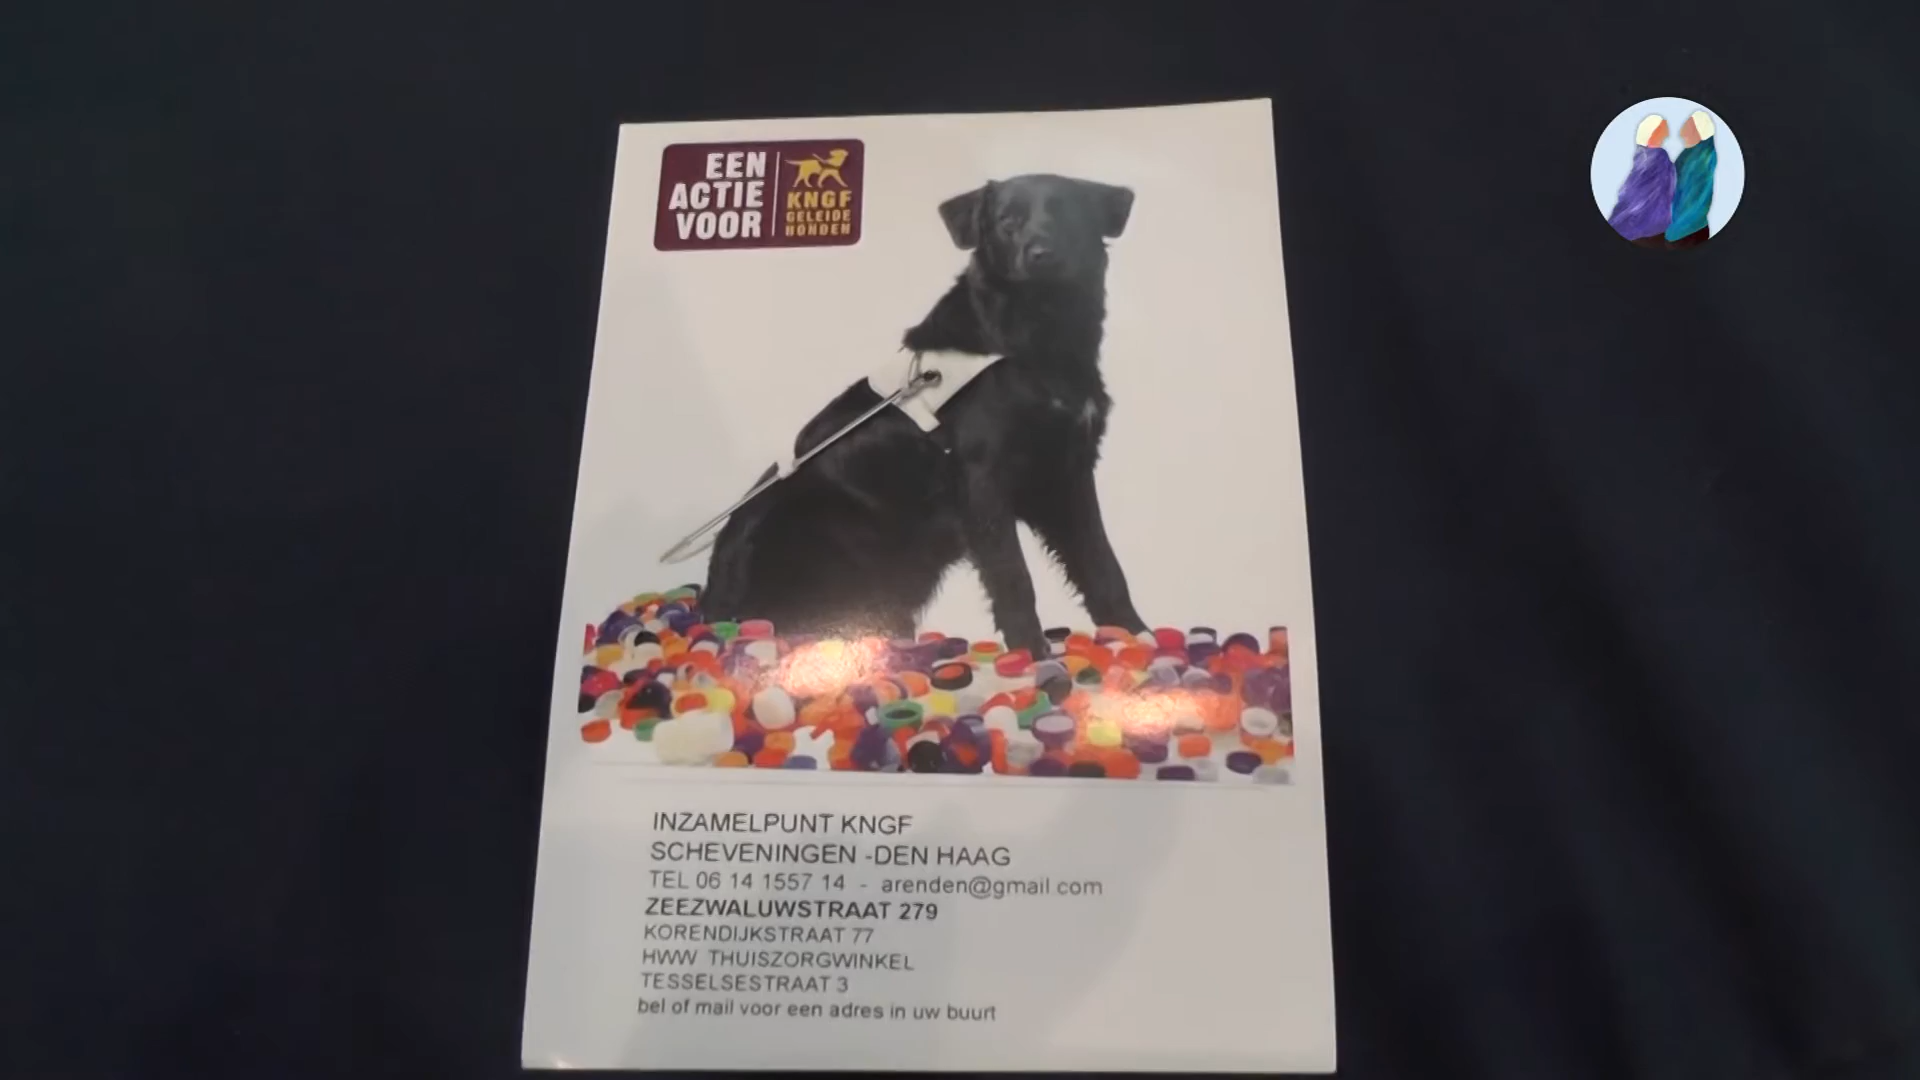 EEN
ACTIE
VOOR
KNGF
GELEIDE
HONDEN
INZAMELPUNT KNGF
SCHEVENINGEN -DEN HAAG
TEL 06 14 1557 14 - arenden@gmail.com
ZEEZWALUWSTRAAT 279
KORENDIJKSTRAAT 77
HWW THUISZORGWINKEL
TESSELSESTRAAT 3
bel of mail voor een adres in uw buurt